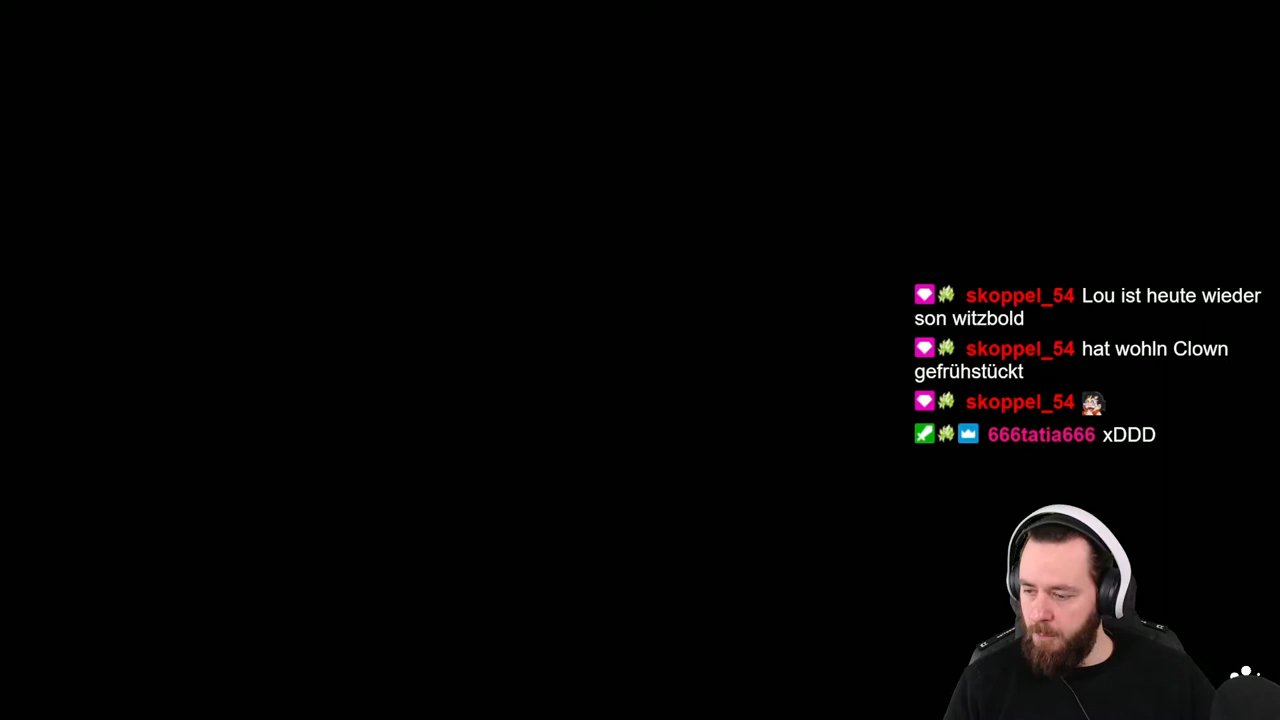 skoppel_54 Lou ist heute wieder
son witzbold
skoppel_54 hat wohln Clown
gefrühstückt
skoppel_54
666tatia666 xDDD